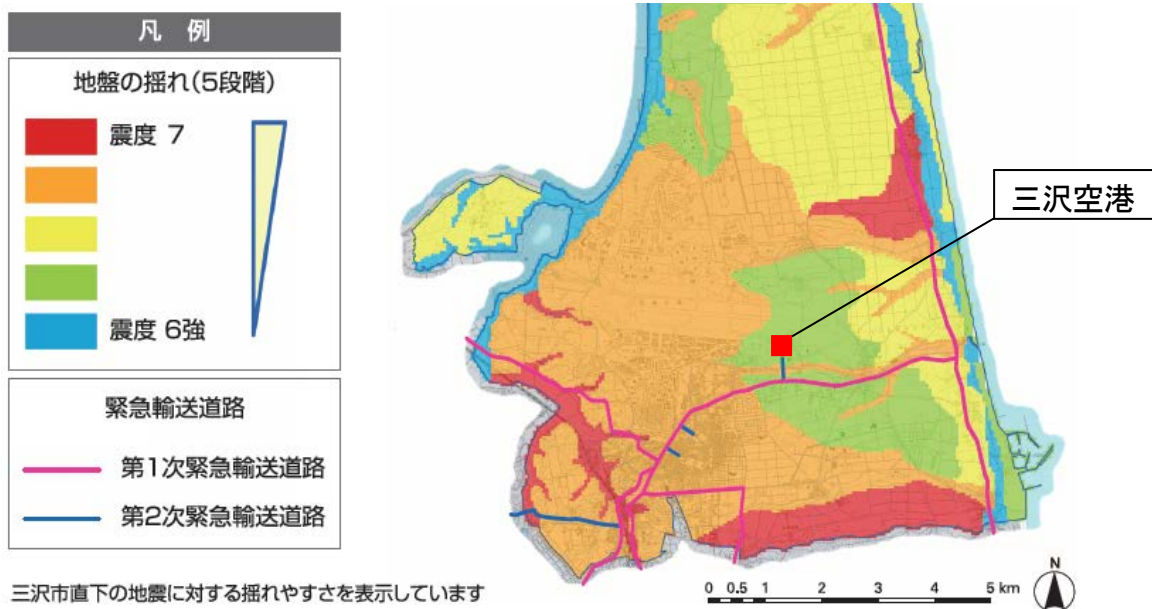 凡 例
地盤の揺れ(5段階)
震度 7
震度 6強
緊急輸送道路
第1次緊急輸送道路
第2次緊急輸送道路
三沢市直下の地震に対する揺れやすさを表示しています
三沢空港
0 0.5 1 2 3 4 5 km
N